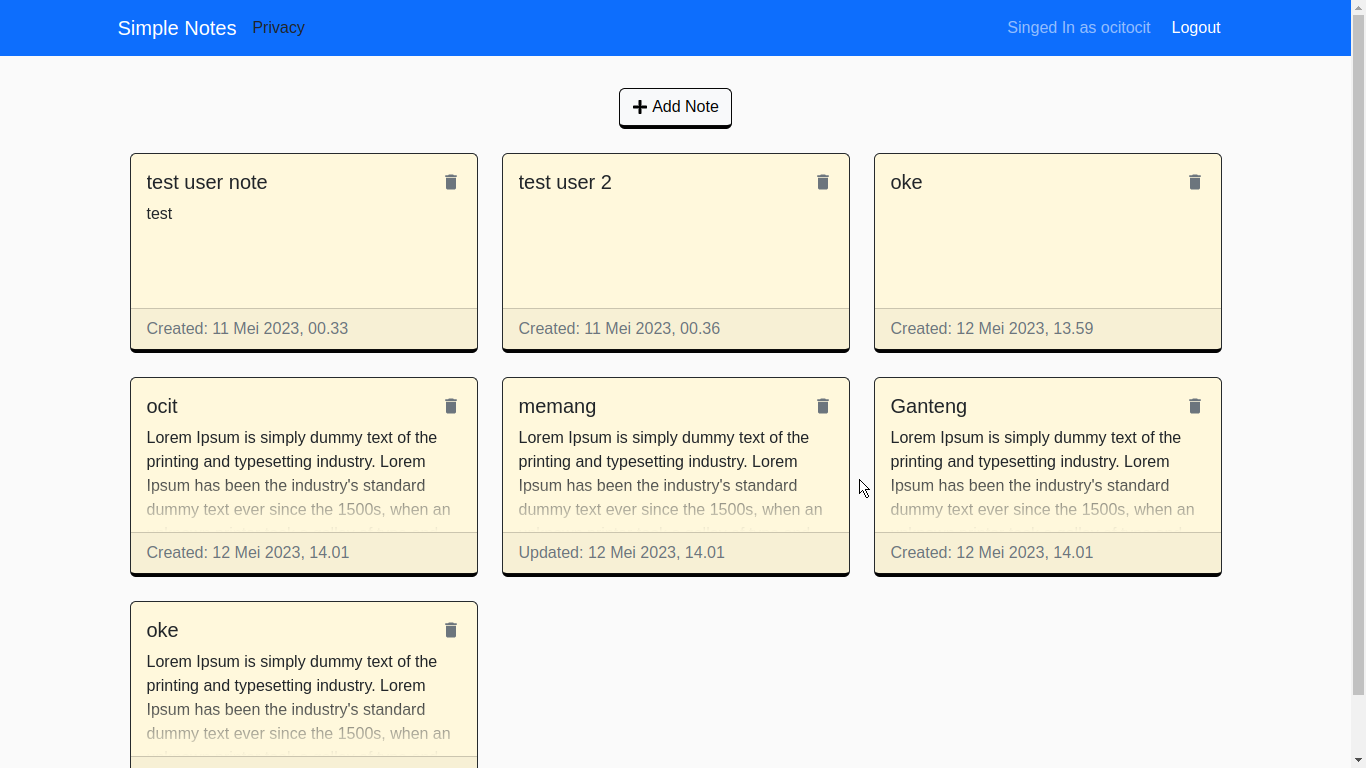 Simple Notes Privacy Singed In as ocitocit Logout
Add Note
test user note
test
Created: 11 Mei 2023, 00.33
test user 2
Created: 11 Mei 2023, 00.36
oke
Created: 12 Mei 2023, 13.59
ocit
Lorem Ipsum is simply dummy text of the
printing and typesetting industry. Lorem
Ipsum has been the industry's standard
dummy text ever since the 1500s, when an
Created: 12 Mei 2023, 14.01
memang
Lorem Ipsum is simply dummy text of the
printing and typesetting industry. Lorem
Ipsum has been the industry's standard
dummy text ever since the 1500s, when an
Updated: 12 Mei 2023, 14.01
Ganteng
Lorem Ipsum is simply dummy text of the
printing and typesetting industry. Lorem
Ipsum has been the industry's standard
dummy text ever since the 1500s, when an
Created: 12 Mei 2023, 14.01
oke
Lorem Ipsum is simply dummy text of the
printing and typesetting industry. Lorem
Ipsum has been the industry's standard
dummy text ever since the 1500s, when an